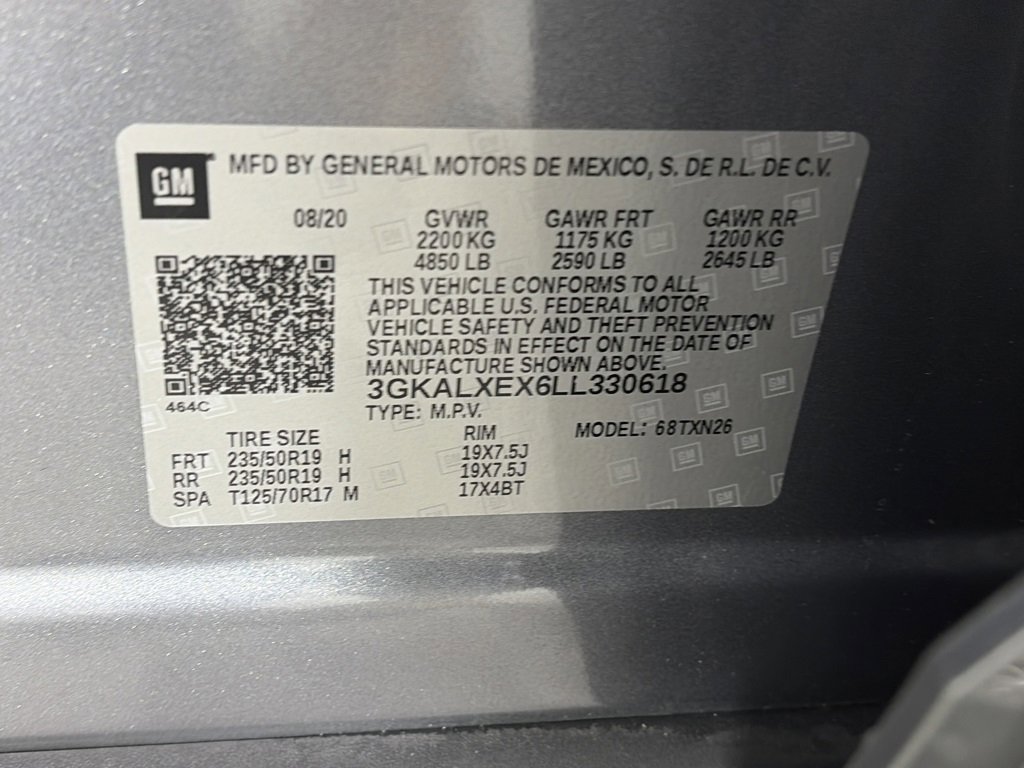 GM MFD BY GENERAL MOTORS DE MEXICO, S. DE R.L. DE C.V.
08/20 GVWR GAWR FRT GAWR RR
2200 KG 1175 KG 1200 KG
4850 LB 2590 LB 2645 LB
THIS VEHICLE CONFORMS TO ALL
APPLICABLE U.S. FEDERAL MOTOR
VEHICLE SAFETY AND THEFT PREVENTION
STANDARDS IN EFFECT ON THE DATE OF
MANUFACTURE SHOWN ABOVE.
3GKALXEX6LL330618
464C
TYPE: M.P.V.
MODEL: 68TXN26
TIRE SIZE RIM
FRT 235/50R19 H 19X7.5J
RR 235/50R19 H 19X7.5J
SPA T125/70R17 M 17X4BT